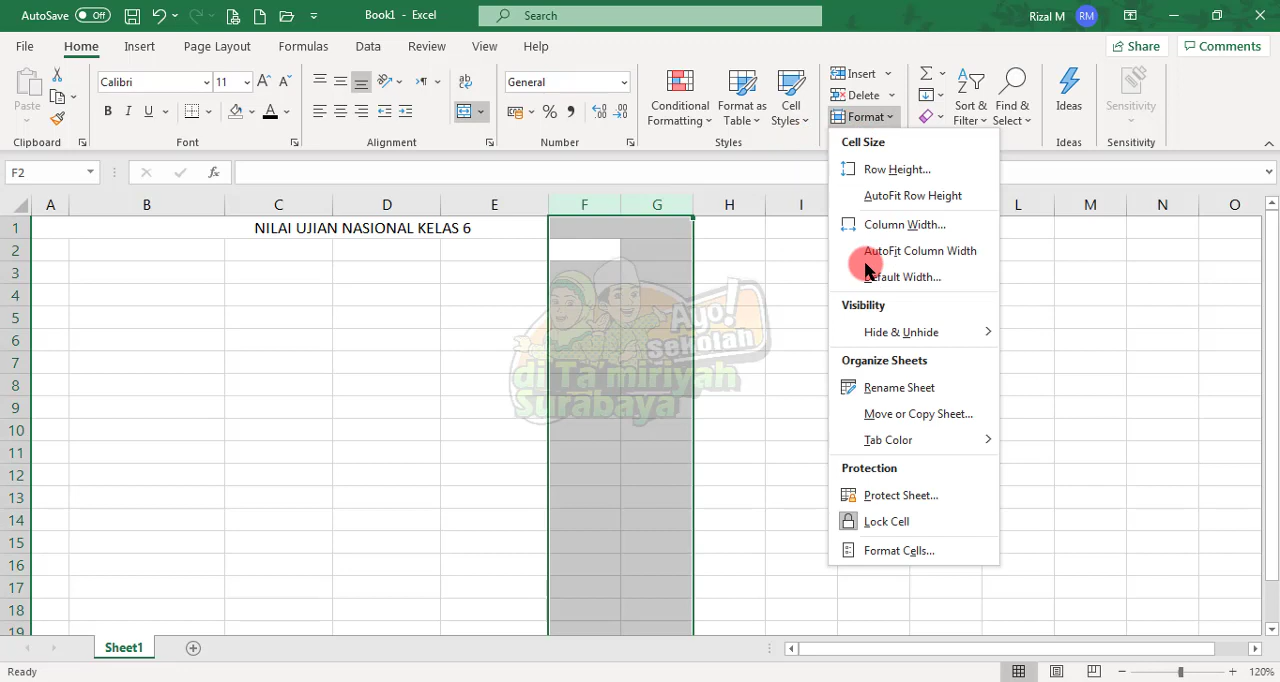 AutoSave Off Book1 - Excel Search Rizal M RM
File Home Insert Page Layout Formulas Data Review View Help Share Comments
Paste
Calibri 11
B I U A
ab
General
% 9
Conditional Formatting
Format as Table
Cell Styles
Insert
Delete
Format
Sort & Filter
Find & Select
Ideas
Sensitivity
Clipboard Font Alignment Number Styles Ideas Sensitivity
F2 fx
Cell Size
Row Height...
AutoFit Row Height
Column Width...
AutoFit Column Width
Default Width...
Visibility
Hide & Unhide
Organize Sheets
Rename Sheet
Move or Copy Sheet...
Tab Color
Protection
Protect Sheet...
Lock Cell
Format Cells...
A B C D E F G H I L M N O
1 NILAI UJIAN NASIONAL KELAS 6
2
3
4
5
6
7
8
9
10
11
12
13
14
15
16
17
18
19
Ayo!
sekolah
di Ta'miriyah
Surabaya
Sheet1
Ready 120%